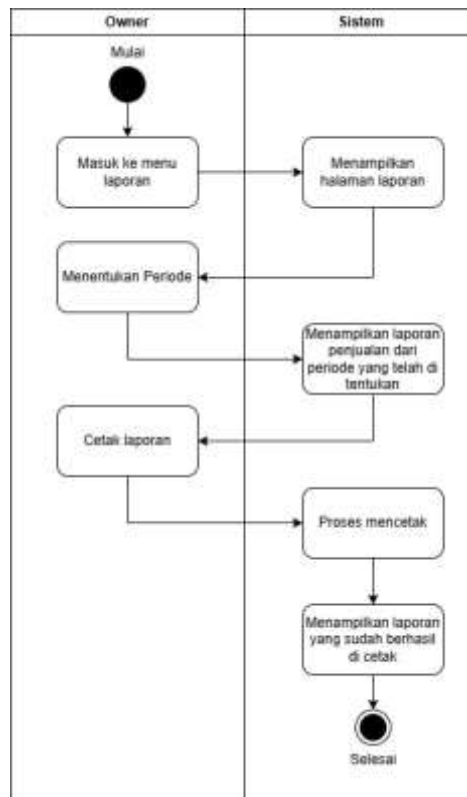 Owner
Sistem
Mulai
Masuk ke menu
laporan
Menampilkan
halaman laporan
Menentukan Periode
Menampilkan laporan
penjualan dari
periode yang telah di
tentukan
Cetak laporan
Proses mencetak
Menampilkan laporan
yang sudah berhasil
di cetak
Selesai